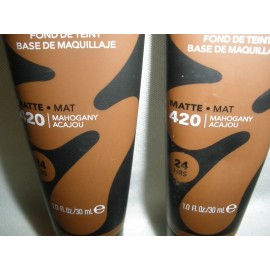 FOND DE TEINT
BASE DE MAQUILLAJE
MATTE • MAT
420 MAHOGANY
ACAJOU
24
1.0 fl.Oz/30 ml e
FOND DE TEINT
BASE DE MAQUILLA
MATTE • MAT
420 MAHOGANY
ACAJOU
24
1.0 fl.Oz/30 ml e